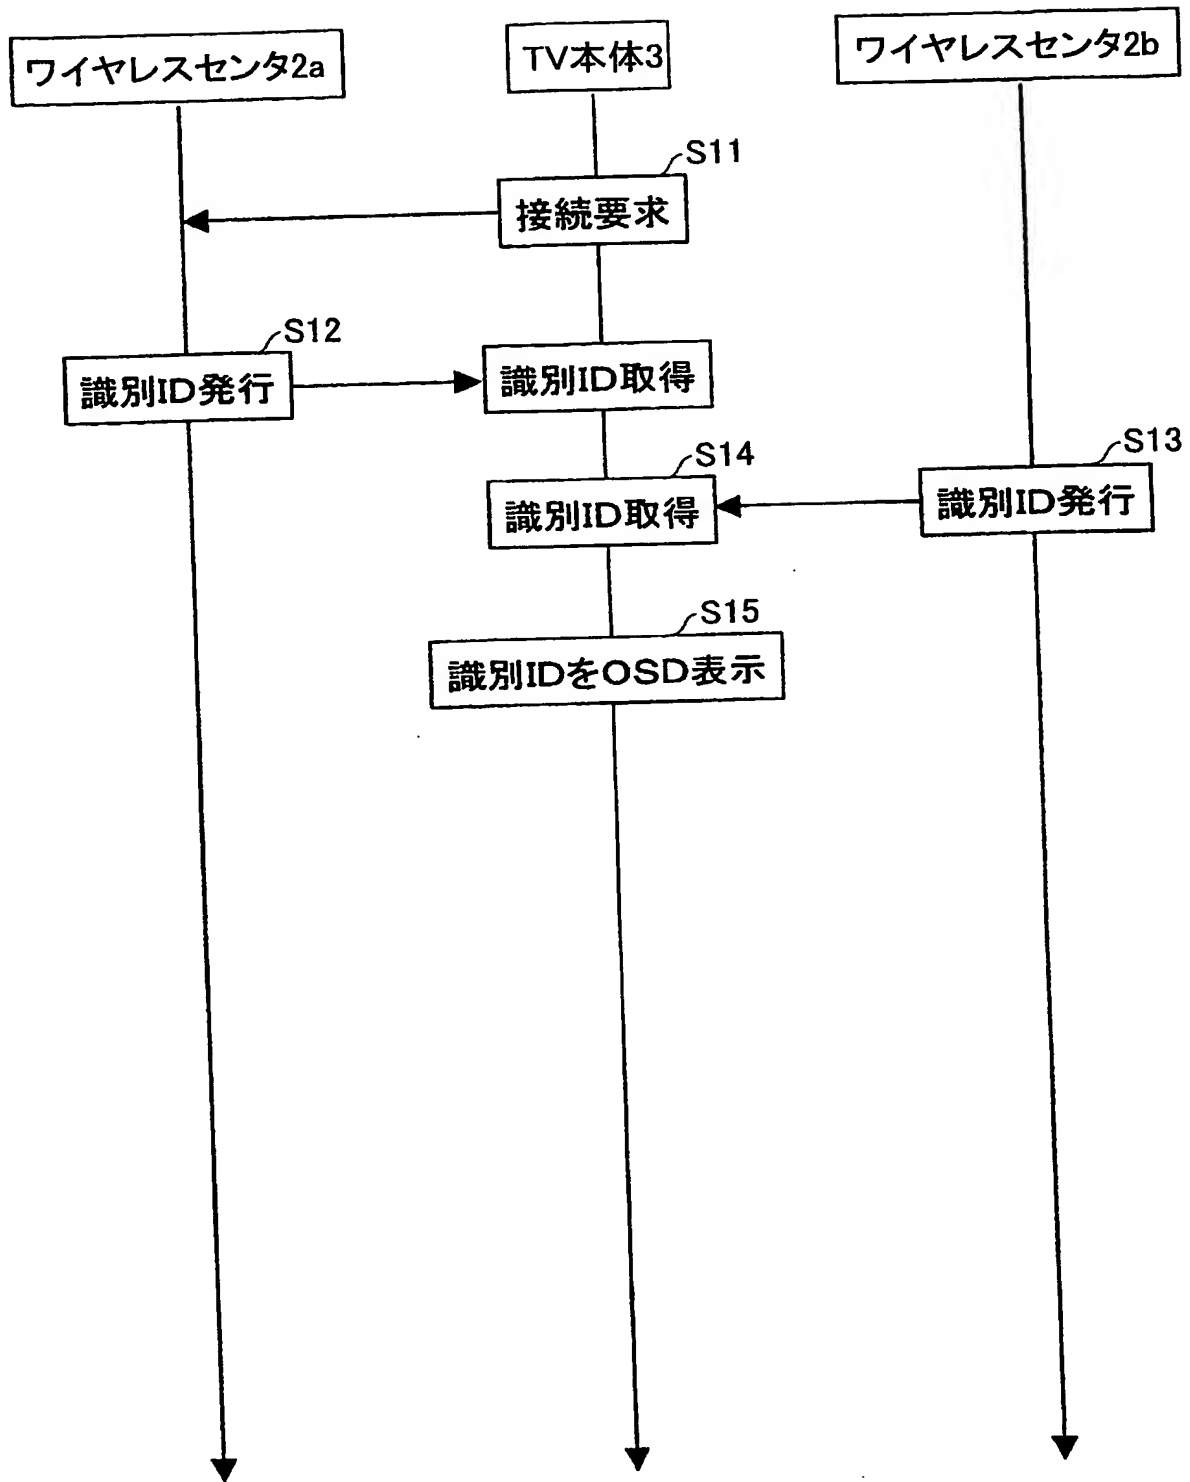 ワイヤレスセンタ2a
TV本体3
ワイヤレスセンタ2b
S11
接続要求
S12
識別ID発行
識別ID取得
S13
識別ID発行
S14
識別ID取得
S15
識別IDをOSD表示